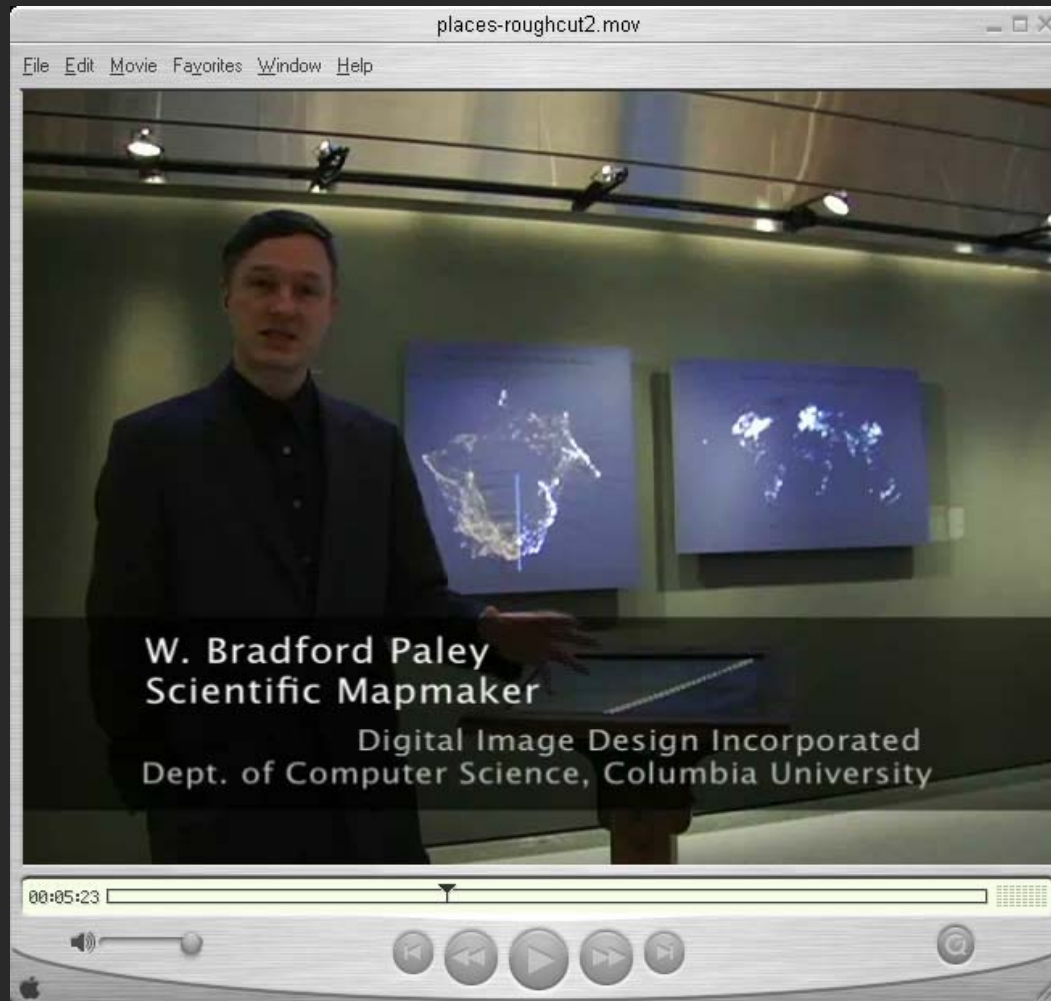 places-roughcut2.mov
File Edit Movie Favorites Window Help
W. Bradford Paley
Scientific Mapmaker
Digital Image Design Incorporated
Dept. of Computer Science, Columbia University
00:05:23